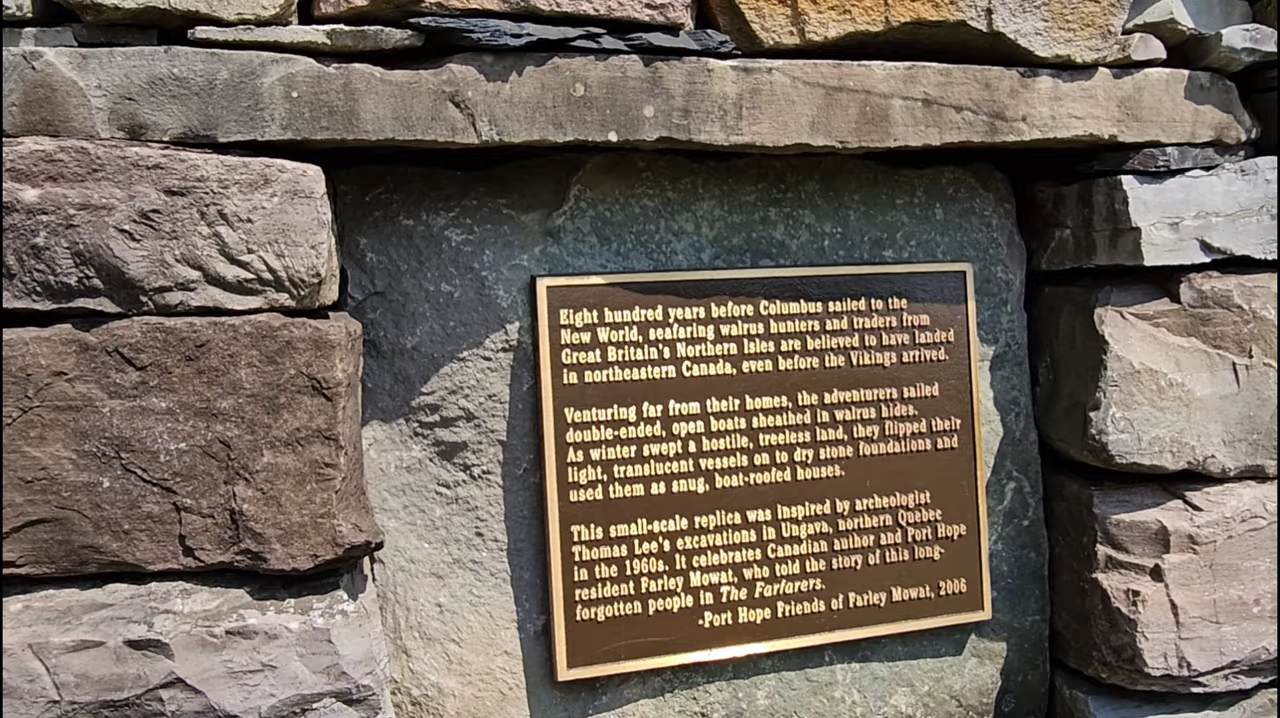 Eight hundred years before Columbus sailed to the
New World, seafaring walrus hunters and traders from
Great Britain's Northern Isles are believed to have landed
in northeastern Canada, even before the Vikings arrived.
Venturing far from their homes, the adventurers sailed
double-ended, open boats sheathed in walrus hides.
As winter swept a hostile, treeless land, they flipped their
light, translucent vessels on to dry stone foundations and
used them as snug, boat-roofed houses.
This small-scale replica was inspired by archeologist
Thomas Lee's excavations in Ungava, northern Quebec
in the 1960s. It celebrates Canadian author and Port Hope
resident Farley Mowat, who told the story of this long-
forgotten people in The Farfarers.
-Port Hope Friends of Farley Mowat, 2006